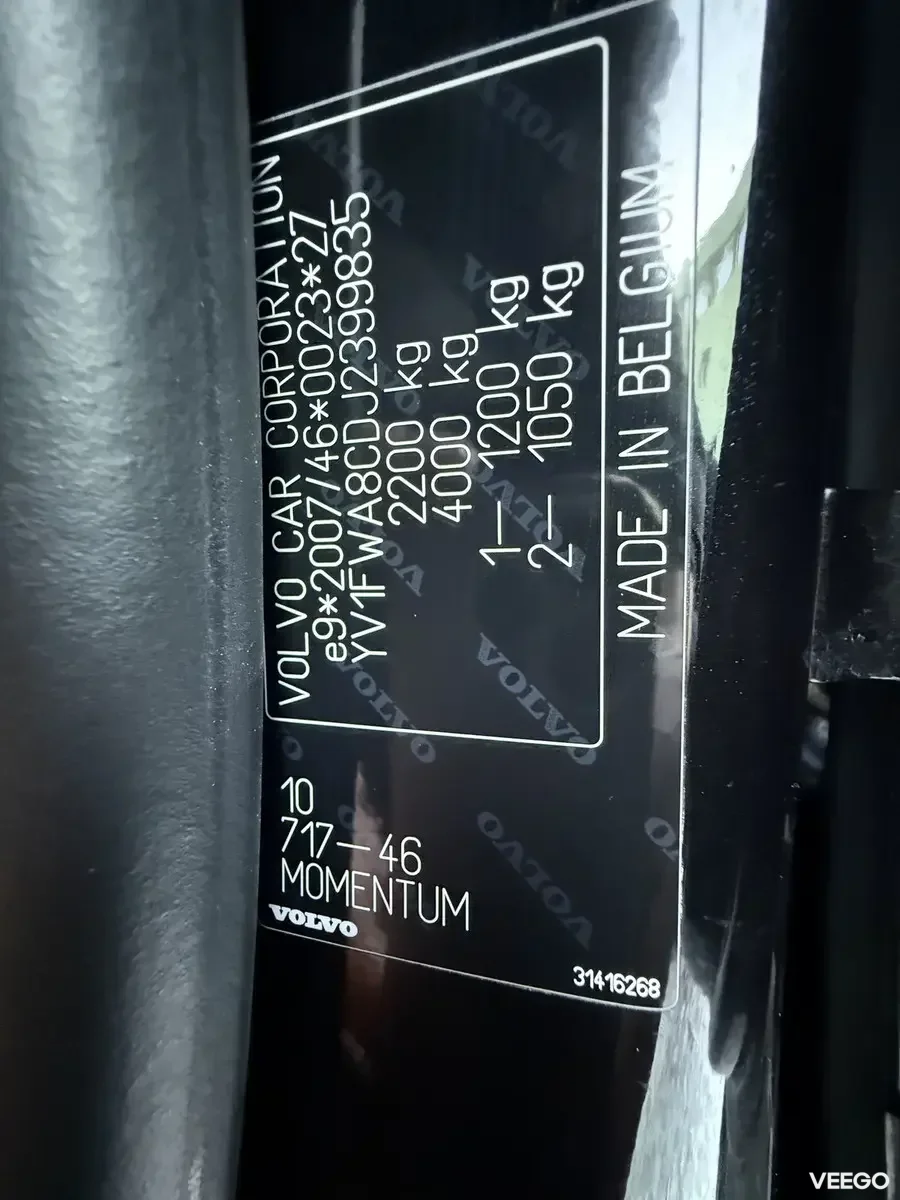 VOLVO CAR CORPORATION
e9*2007/46*0023*27
YV1FWA8CDJ2399835
2200 kg
4000 kg
1— 1200 kg
2— 1050 kg
MADE IN BELGIUM
10
717—46
MOMENTUM
VOLVO
31416268
VEEGO